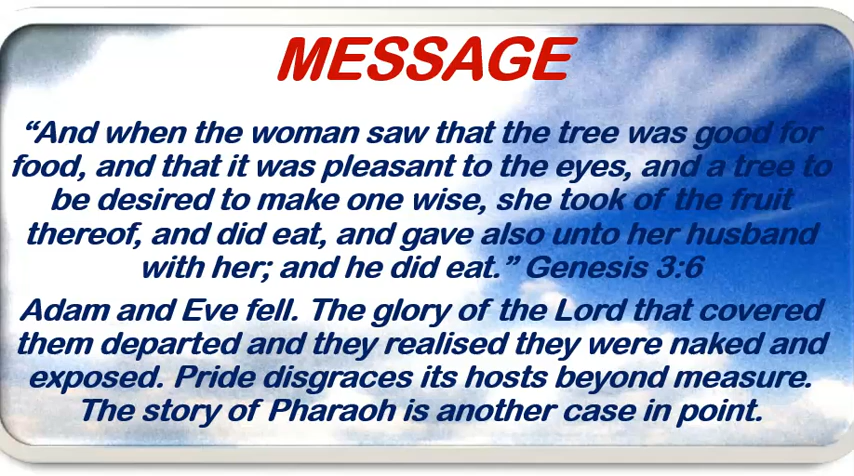 MESSAGE
“And when the woman saw that the tree was good for
food, and that it was pleasant to the eyes, and a tree to
be desired to make one wise, she took of the fruit
thereof, and did eat, and gave also unto her husband
with her; and he did eat.” Genesis 3:6
Adam and Eve fell. The glory of the Lord that covered
them departed and they realised they were naked and
exposed. Pride disgraces its hosts beyond measure.
The story of Pharaoh is another case in point.